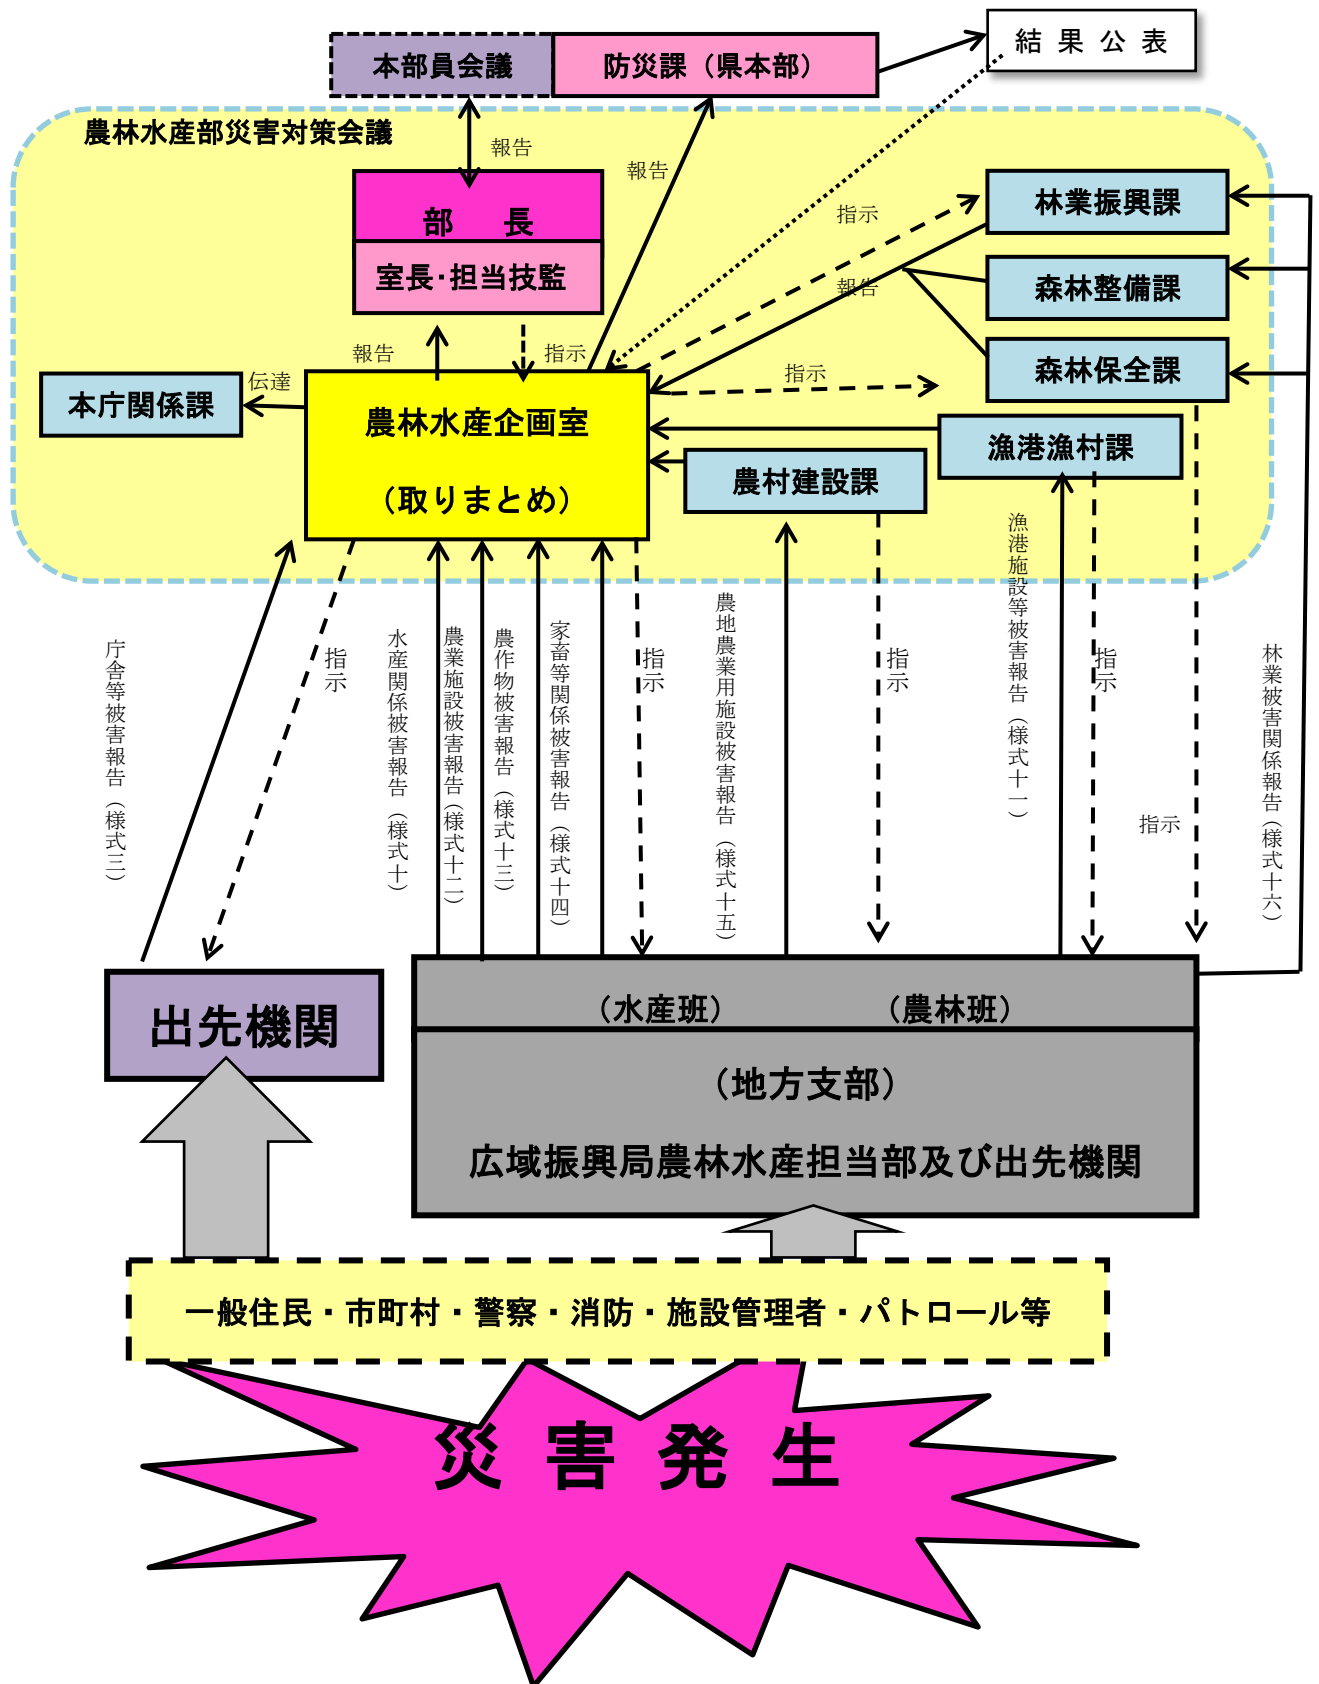 結果公表
本部員会議
防災課（県本部）
農林水産部災害対策会議
報告
報告
部　長
室長・担当技監
指示
林業振興課
報告
森林整備課
森林保全課
報告
指示
指示
伝達
本庁関係課
農林水産企画室
（取りまとめ）
漁港漁村課
農村建設課
庁舎等被害報告（様式三）
指示
水産関係被害報告（様式十）
農業施設被害報告（様式十二）
農作物被害報告（様式十三）
家畜等関係被害報告（様式十四）
指示
農地農業用施設被害報告（様式十五）
指示
漁港施設等被害報告（様式十一）
指示
指示
林業被害関係報告（様式十六）
出先機関
（水産班）
（農林班）
（地方支部）
広域振興局農林水産担当部及び出先機関
一般住民・市町村・警察・消防・施設管理者・パトロール等
災害発生